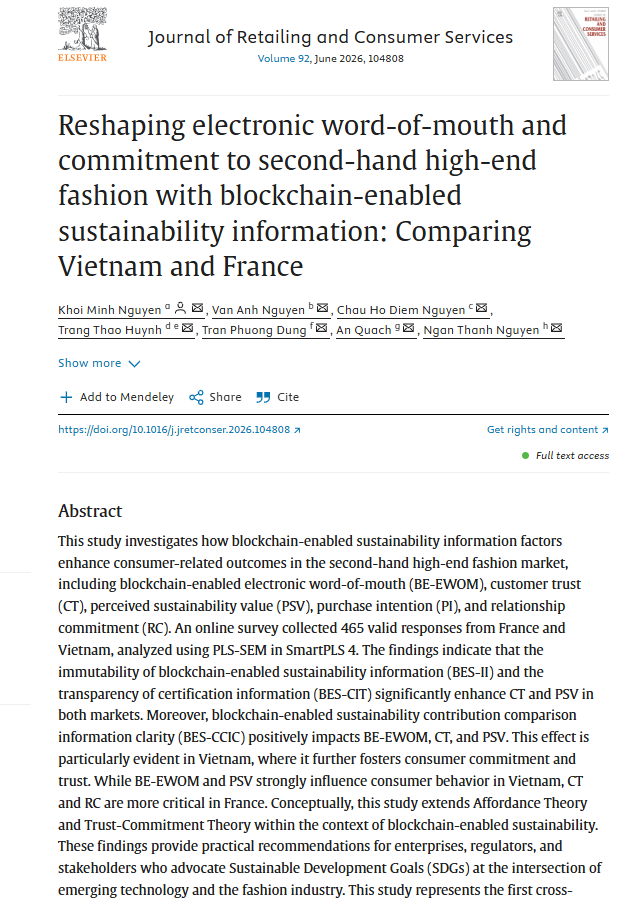 ELSEVIER
Journal of Retailing and Consumer Services
Volume 92, June 2026, 104808
RETAILING
AND
CONSUMER
SERVICES
Reshaping electronic word-of-mouth and
commitment to second-hand high-end
fashion with blockchain-enabled
sustainability information: Comparing
Vietnam and France
Khoi Minh Nguyen a, Van Anh Nguyen b, Chau Ho Diem Nguyen c,
Trang Thao Huynh d e, Tran Phuong Dung f, An Quach g, Ngan Thanh Nguyen h
Show more
Add to Mendeley Share Cite
https://doi.org/10.1016/j.jretconser.2026.104808 ↗ Get rights and content ↗
Full text access
Abstract
This study investigates how blockchain-enabled sustainability information factors
enhance consumer-related outcomes in the second-hand high-end fashion market,
including blockchain-enabled electronic word-of-mouth (BE-EWOM), customer trust
(CT), perceived sustainability value (PSV), purchase intention (PI), and relationship
commitment (RC). An online survey collected 465 valid responses from France and
Vietnam, analyzed using PLS-SEM in SmartPLS 4. The findings indicate that the
immutability of blockchain-enabled sustainability information (BES-II) and the
transparency of certification information (BES-CIT) significantly enhance CT and PSV in
both markets. Moreover, blockchain-enabled sustainability contribution comparison
information clarity (BES-CCIC) positively impacts BE-EWOM, CT, and PSV. This effect is
particularly evident in Vietnam, where it further fosters consumer commitment and
trust. While BE-EWOM and PSV strongly influence consumer behavior in Vietnam, CT
and RC are more critical in France. Conceptually, this study extends Affordance Theory
and Trust-Commitment Theory within the context of blockchain-enabled sustainability.
These findings provide practical recommendations for enterprises, regulators, and
stakeholders who advocate Sustainable Development Goals (SDGs) at the intersection of
emerging technology and the fashion industry. This study represents the first cross-